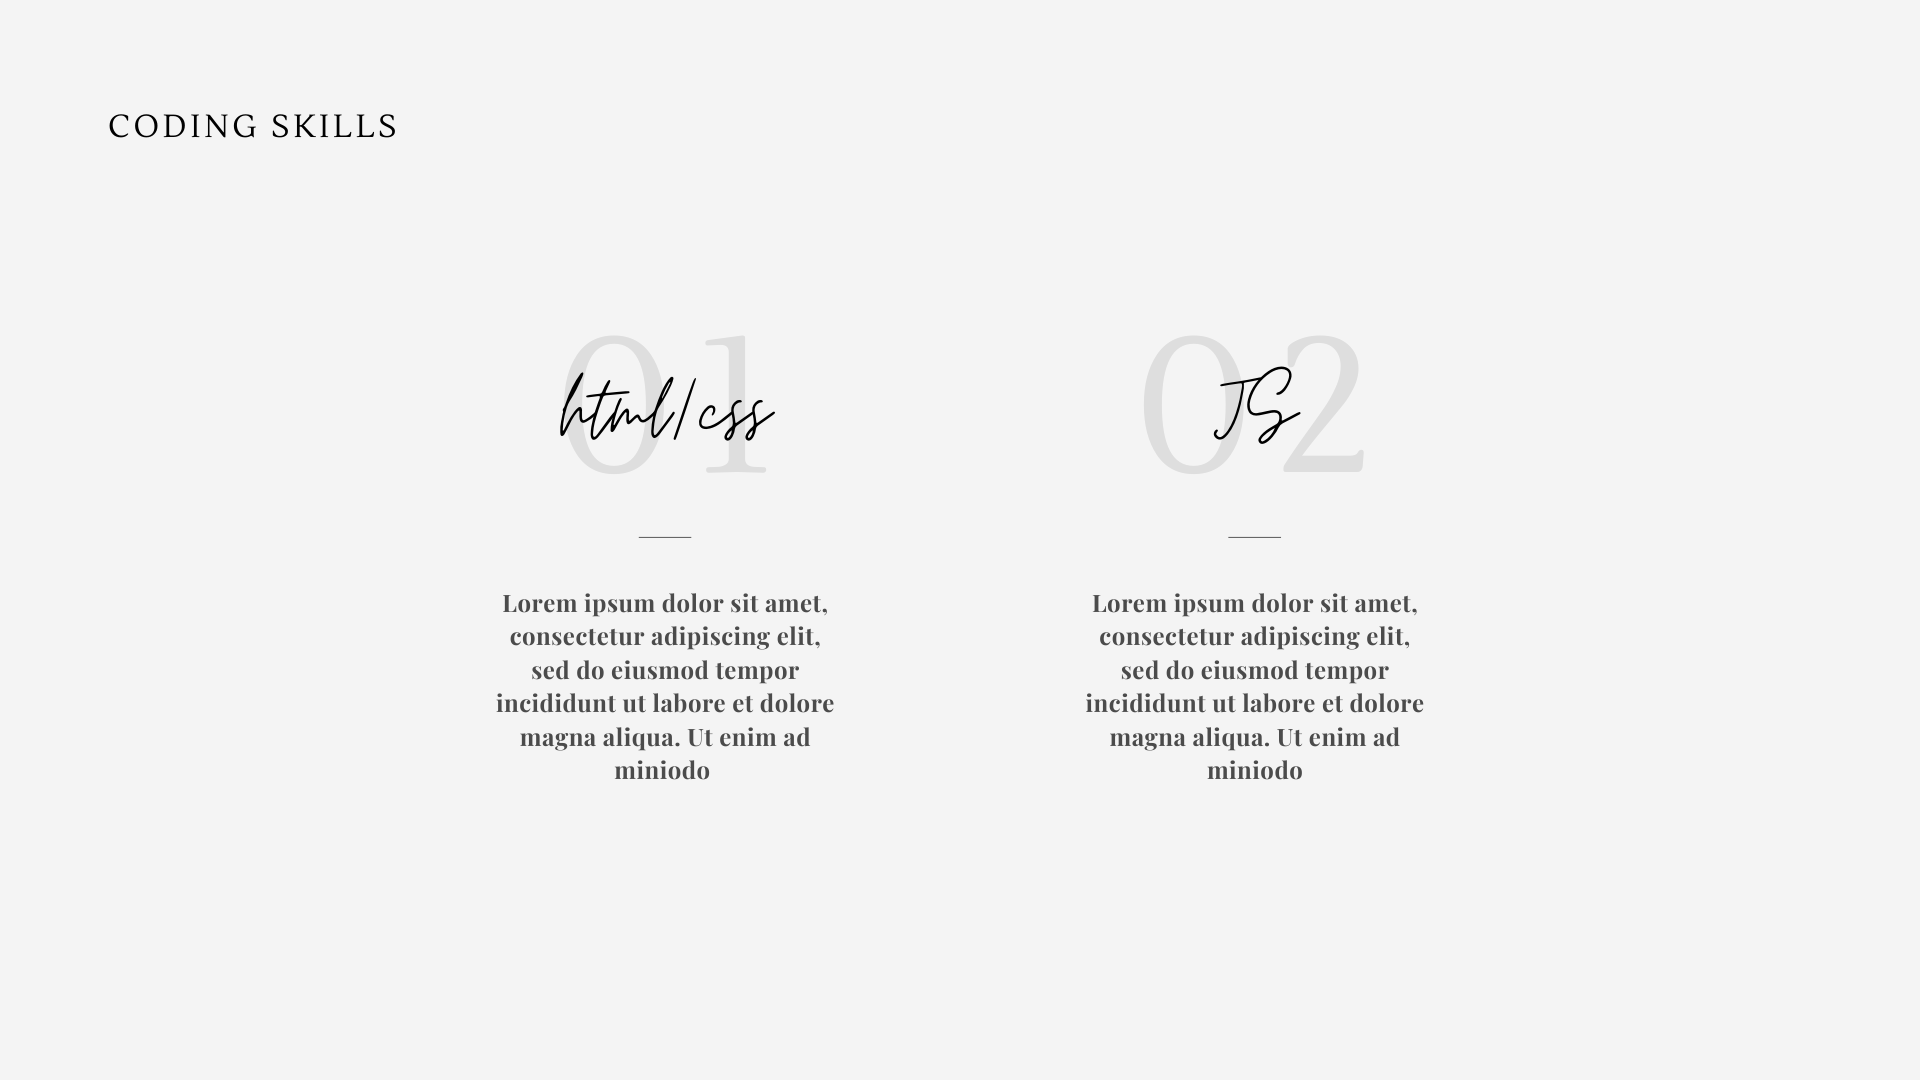 CODING SKILLS
01
html/css
Lorem ipsum dolor sit amet,
consectetur adipiscing elit,
sed do eiusmod tempor
incididunt ut labore et dolore
magna aliqua. Ut enim ad
miniodo
02
JS
Lorem ipsum dolor sit amet,
consectetur adipiscing elit,
sed do eiusmod tempor
incididunt ut labore et dolore
magna aliqua. Ut enim ad
miniodo